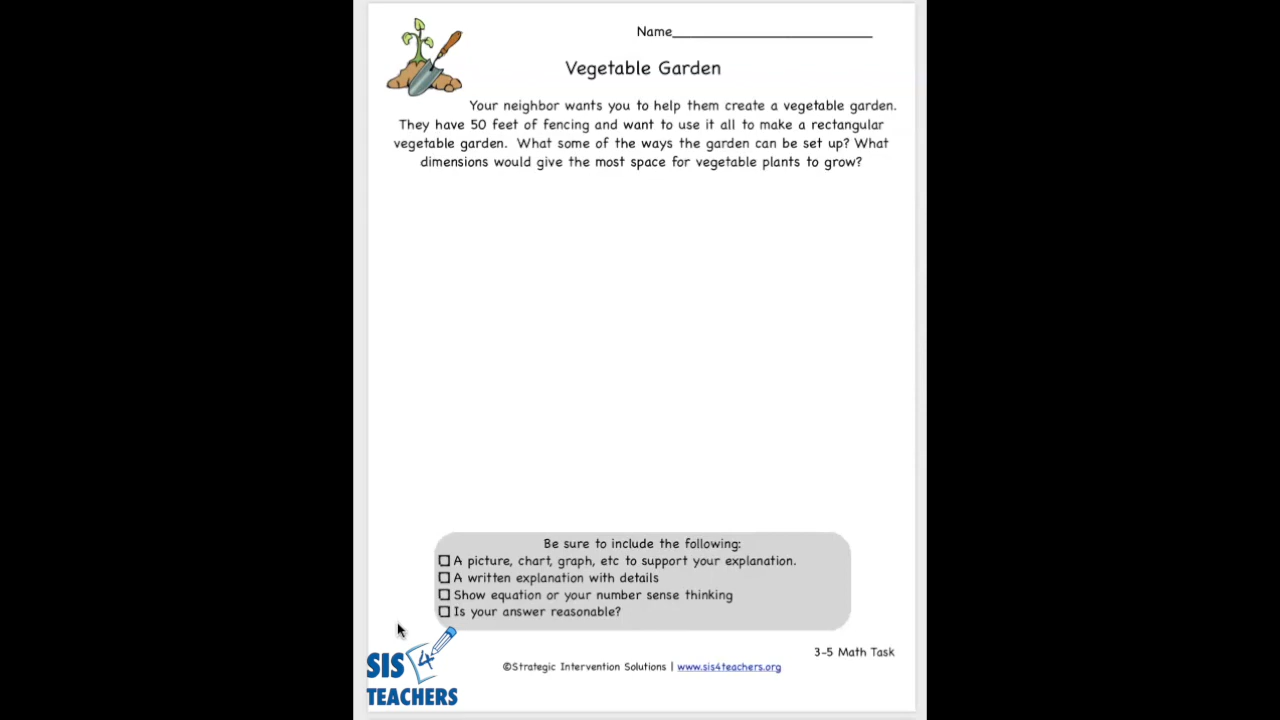 Name_________________________
Vegetable Garden
Your neighbor wants you to help them create a vegetable garden.
They have 50 feet of fencing and want to use it all to make a rectangular
vegetable garden. What some of the ways the garden can be set up? What
dimensions would give the most space for vegetable plants to grow?
Be sure to include the following:
A picture, chart, graph, etc to support your explanation.
A written explanation with details
Show equation or your number sense thinking
Is your answer reasonable?
3-5 Math Task
©Strategic Intervention Solutions | www.sis4teachers.org
SIS 4
TEACHERS